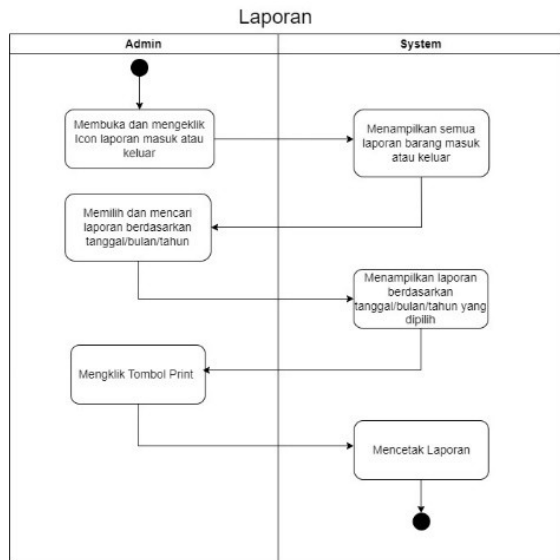 Laporan
Admin
System
Membuka dan mengeklik
Icon laporan masuk atau
keluar
Menampilkan semua
laporan barang masuk
atau keluar
Memilih dan mencari
laporan berdasarkan
tanggal/bulan/tahun
Menampilkan laporan
berdasarkan
tanggal/bulan/tahun yang
dipilih
Mengklik Tombol Print
Mencetak Laporan